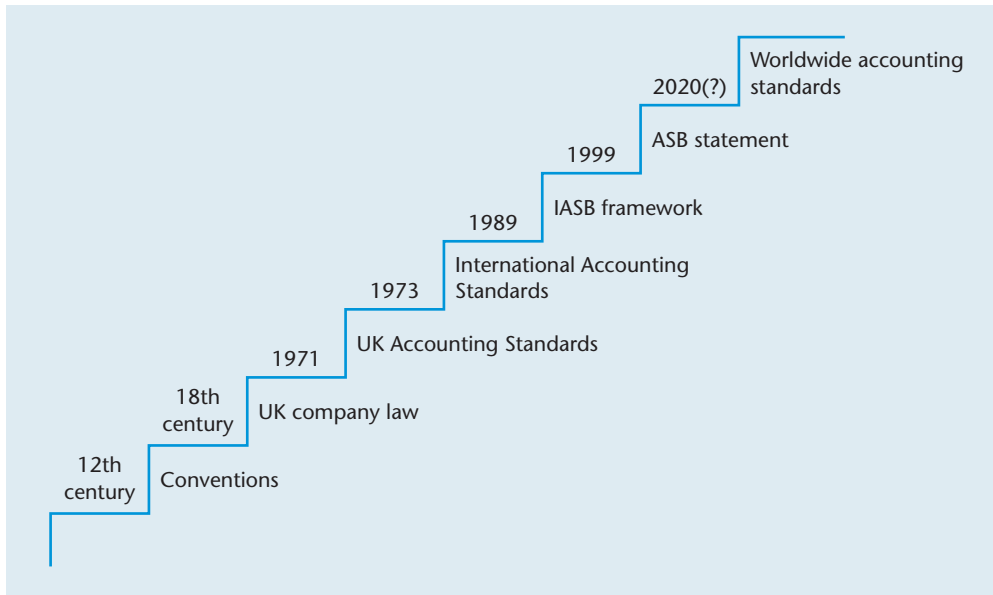 Worldwide accounting
standards
2020(?)
ASB statement
1999
IASB framework
1989
International Accounting
Standards
1973
UK Accounting Standards
1971
UK company law
18th
century
Conventions
12th
century